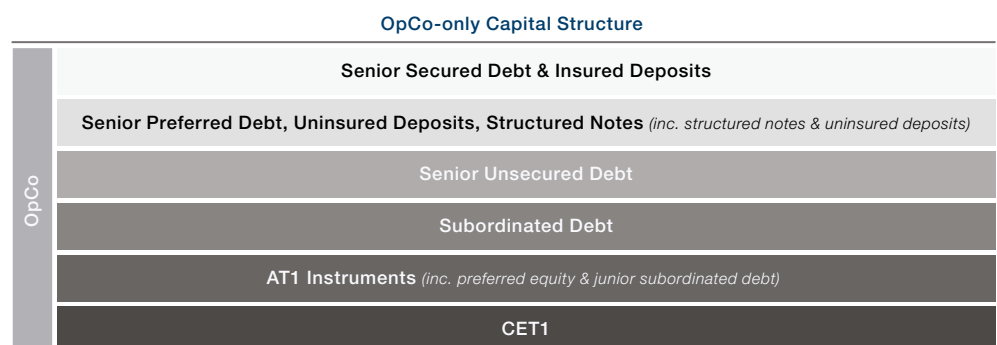 OpCo-only Capital Structure
OpCo
Senior Secured Debt & Insured Deposits
Senior Preferred Debt, Uninsured Deposits, Structured Notes (inc. structured notes & uninsured deposits)
Senior Unsecured Debt
Subordinated Debt
AT1 Instruments (inc. preferred equity & junior subordinated debt)
CET1